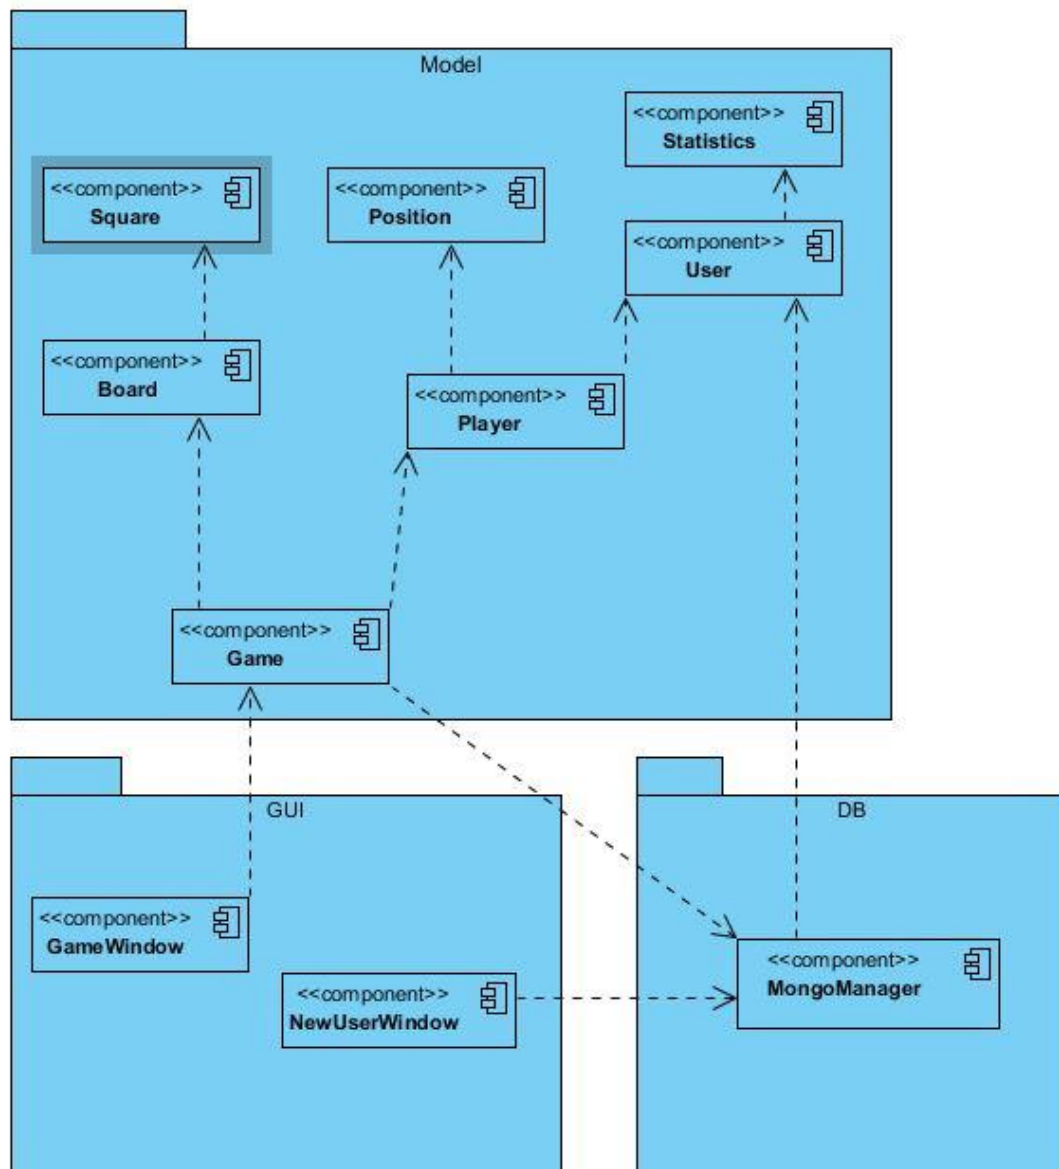 Model
<<component>>
Statistics
<<component>>
Square
<<component>>
Position
<<component>>
User
<<component>>
Board
<<component>>
Player
<<component>>
Game
GUI
DB
<<component>>
GameWindow
<<component>>
MongoManager
<<component>>
NewUserWindow